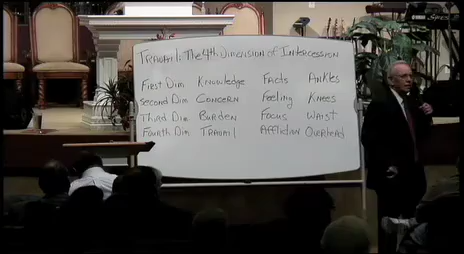 Travail: The 4th Dimension of Intercession
First Dim Knowledge Facts Ankles
Second Dim Concern Feeling Knees
Third Dim Burden Focus Waist
Fourth Dim Travail Affliction Overhead